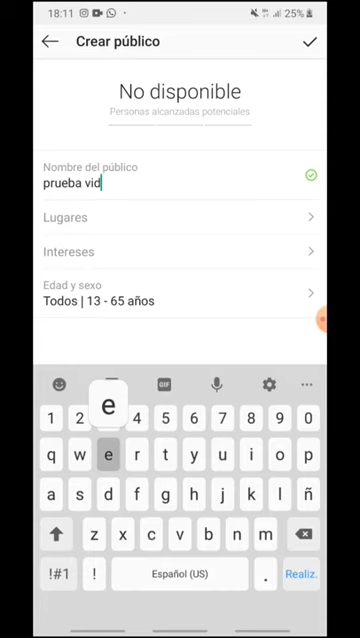 18:11 25%
Crear público
No disponible
Personas alcanzadas potenciales
Nombre del público
prueba vid
Lugares
Intereses
Edad y sexo
Todos | 13 - 65 años
GIF
e
1 2 4 5 6 7 8 9 0
q w e r t y u i o p
a s d f g h j k l ñ
z x c v b n m
!#1 ! Español (US) . Realiz.